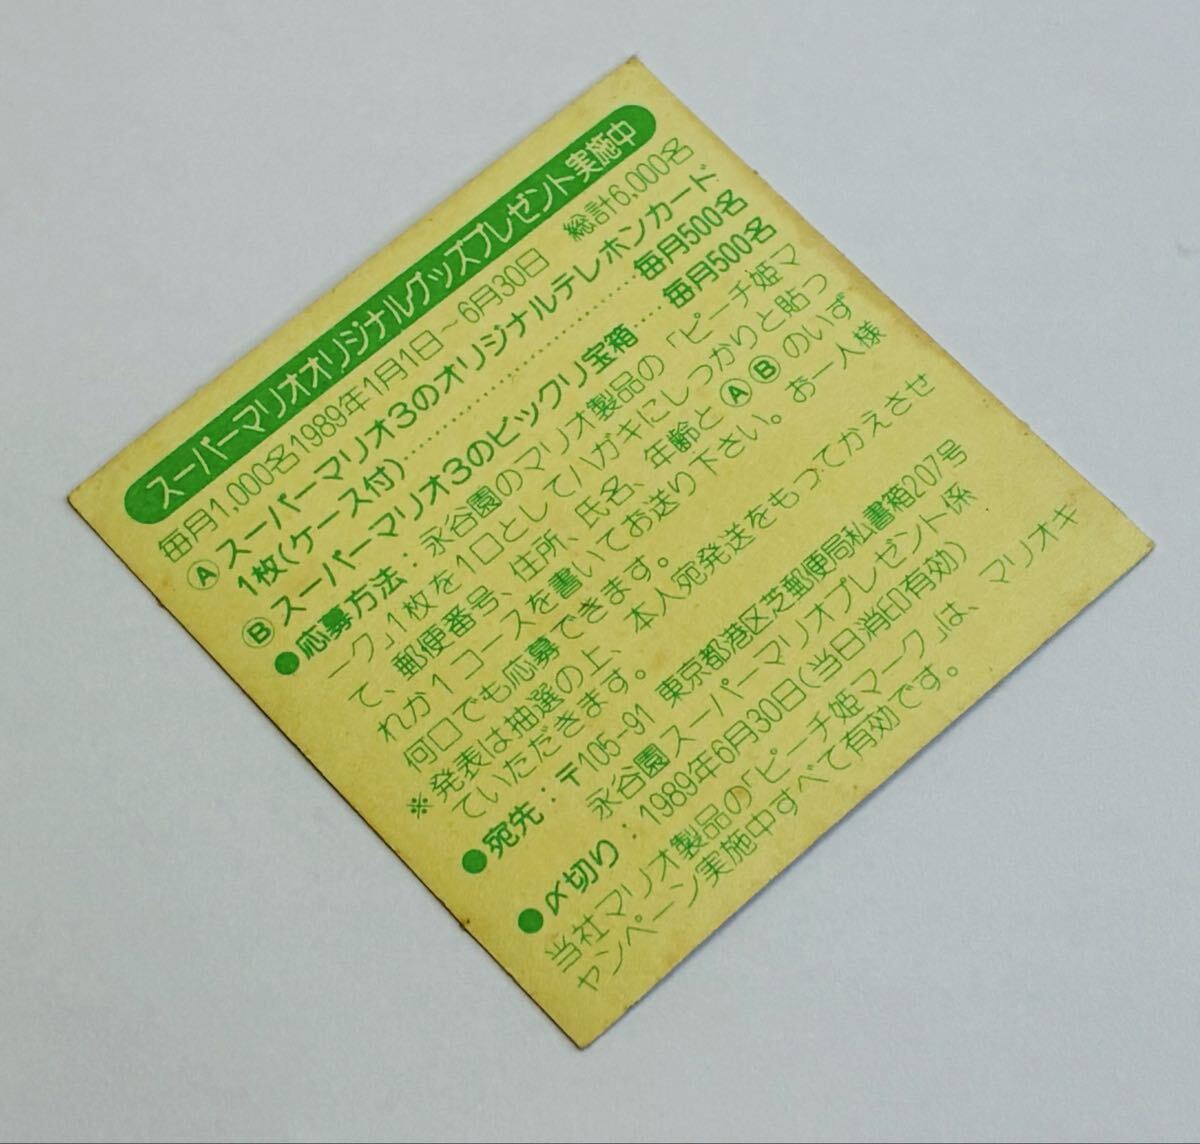 スーパーマリオオリジナルグッズプレゼント実施中
毎月1,000名1989年1月1日〜6月30日 総計6,000名
Ⓐスーパーマリオ3のオリジナルテレホンカード
1枚(ケース付)……………………毎月500名
Ⓑスーパーマリオ3のビックリ宝箱…毎月500名
●応募方法：永谷園のマリオ製品の「ピーチ姫マ
ーク」1枚を1口としてハガキにしっかりと貼っ
て、郵便番号、住所、氏名、年齢とⒶⒷのいず
れか1コースを書いてお送り下さい。お一人様
何口でも応募できます。
※発表は抽選の上、本人宛発送をもってかえさせ
ていただきます。
●宛先：〒105-91 東京都港区芝郵便局私書箱207号
永谷園スーパーマリオプレゼント係
●〆切り：1989年6月30日(当日消印有効)
当社マリオ製品の「ピーチ姫マーク」は、マリオキ
ャンペーン実施中すべて有効です。